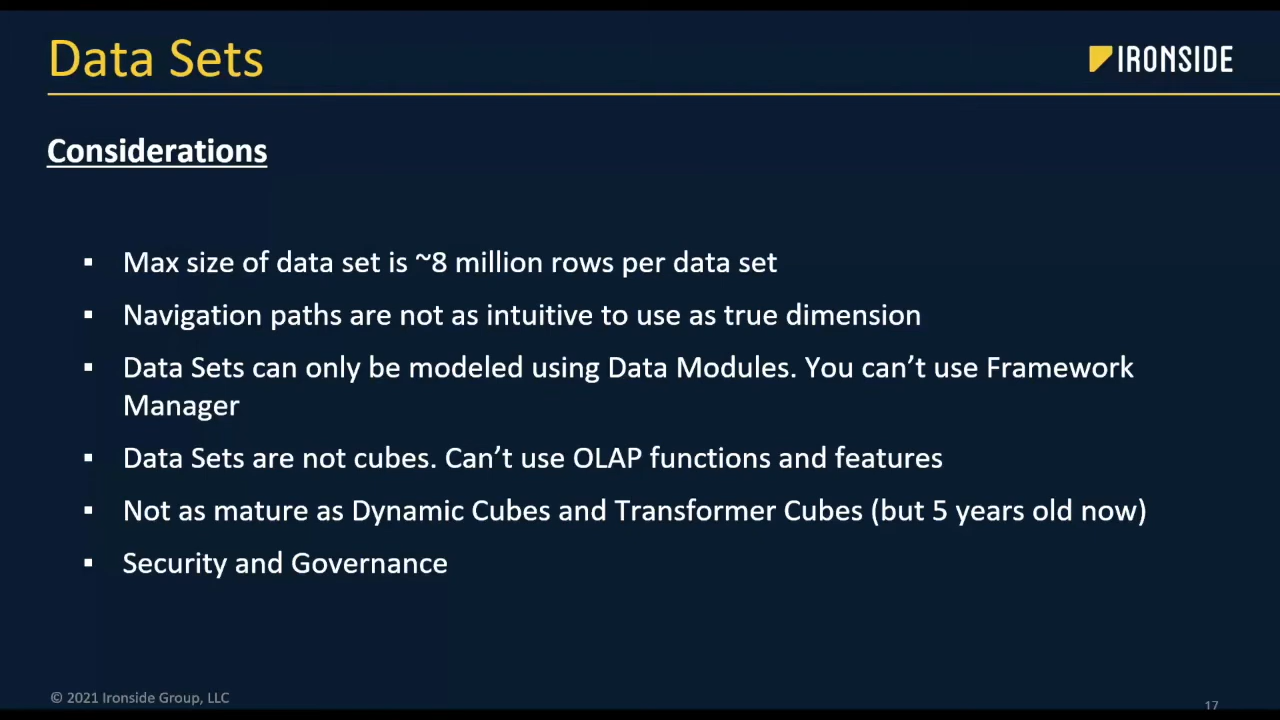 Data Sets
IRONSIDE
Considerations
▪ Max size of data set is ~8 million rows per data set
▪ Navigation paths are not as intuitive to use as true dimension
▪ Data Sets can only be modeled using Data Modules. You can’t use Framework
Manager
▪ Data Sets are not cubes. Can’t use OLAP functions and features
▪ Not as mature as Dynamic Cubes and Transformer Cubes (but 5 years old now)
▪ Security and Governance
© 2021 Ironside Group, LLC
17